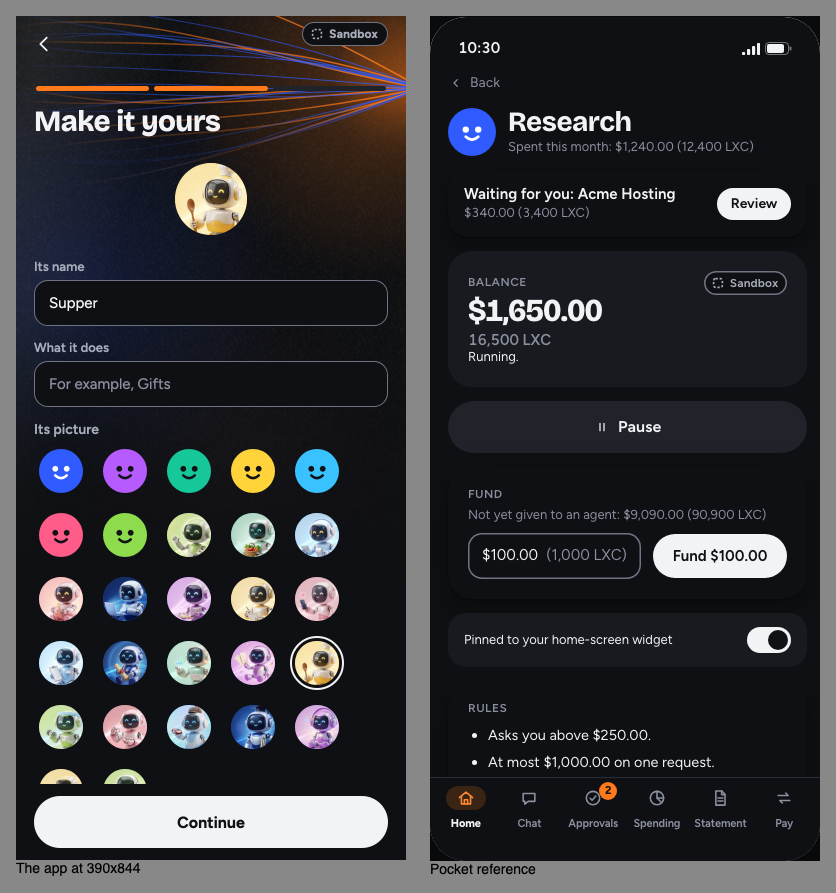 Sandbox
Make it yours
Its name
Supper
What it does
For example, Gifts
Its picture
Continue
The app at 390x844
10:30
Back
Research
Spent this month: $1,240.00 (12,400 LXC)
Waiting for you: Acme Hosting
$340.00 (3,400 LXC)
Review
BALANCE
Sandbox
$1,650.00
16,500 LXC
Running.
Pause
FUND
Not yet given to an agent: $9,090.00 (90,900 LXC)
$100.00 (1,000 LXC)
Fund $100.00
Pinned to your home-screen widget
RULES
• Asks you above $250.00.
• At most $1,000.00 on one request.
2
Home Chat Approvals Spending Statement Pay
Pocket reference